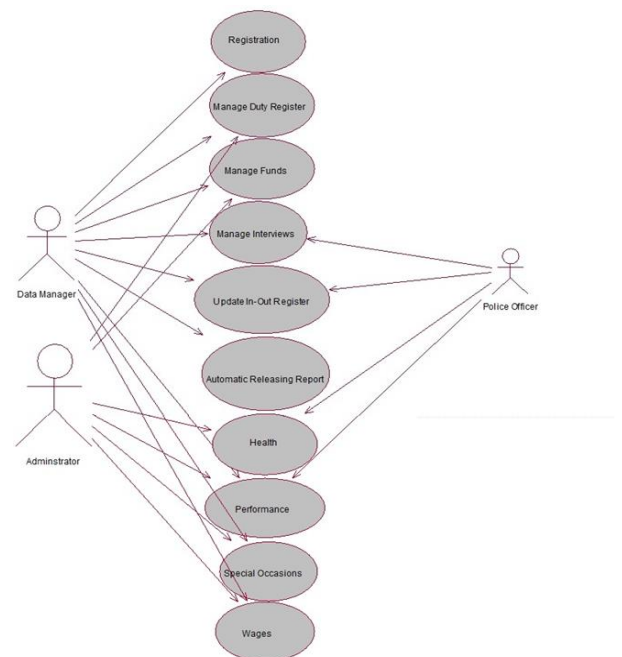 Registration
Manage Duty Register
Manage Funds
Manage Interviews
Update In-Out Register
Data Manager
Police Officer
Automatic Releasing Report
Health
Adminstrator
Performance
Special Occasions
Wages